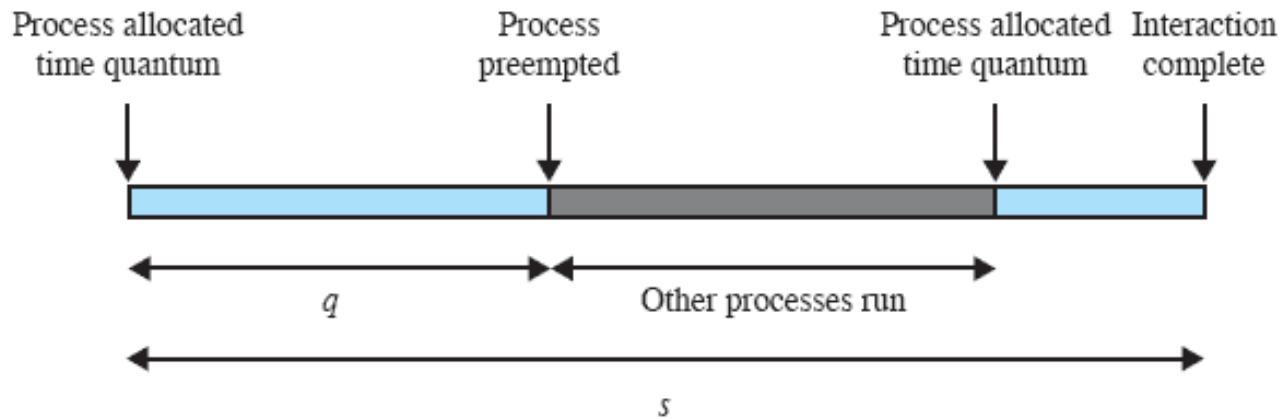 Process allocated
time quantum
Process
preempted
Process allocated
time quantum
Interaction
complete
q
Other processes run
s